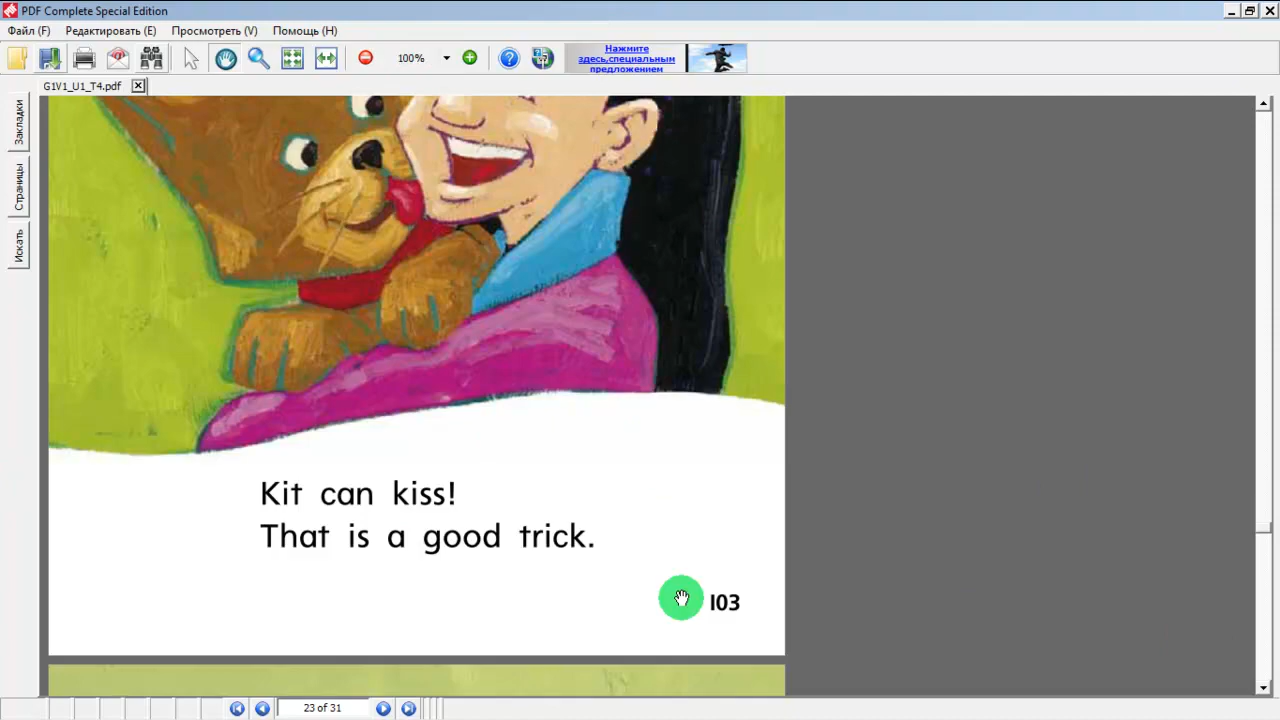 PDF Complete Special Edition
Файл (F) Редактировать (E) Просмотреть (V) Помощь (H)
100%
Нажмите
здесь,специальным
предложением
G1V1_U1_T4.pdf
Закладки
Страницы
Искать
Kit can kiss!
That is a good trick.
103
23 of 31